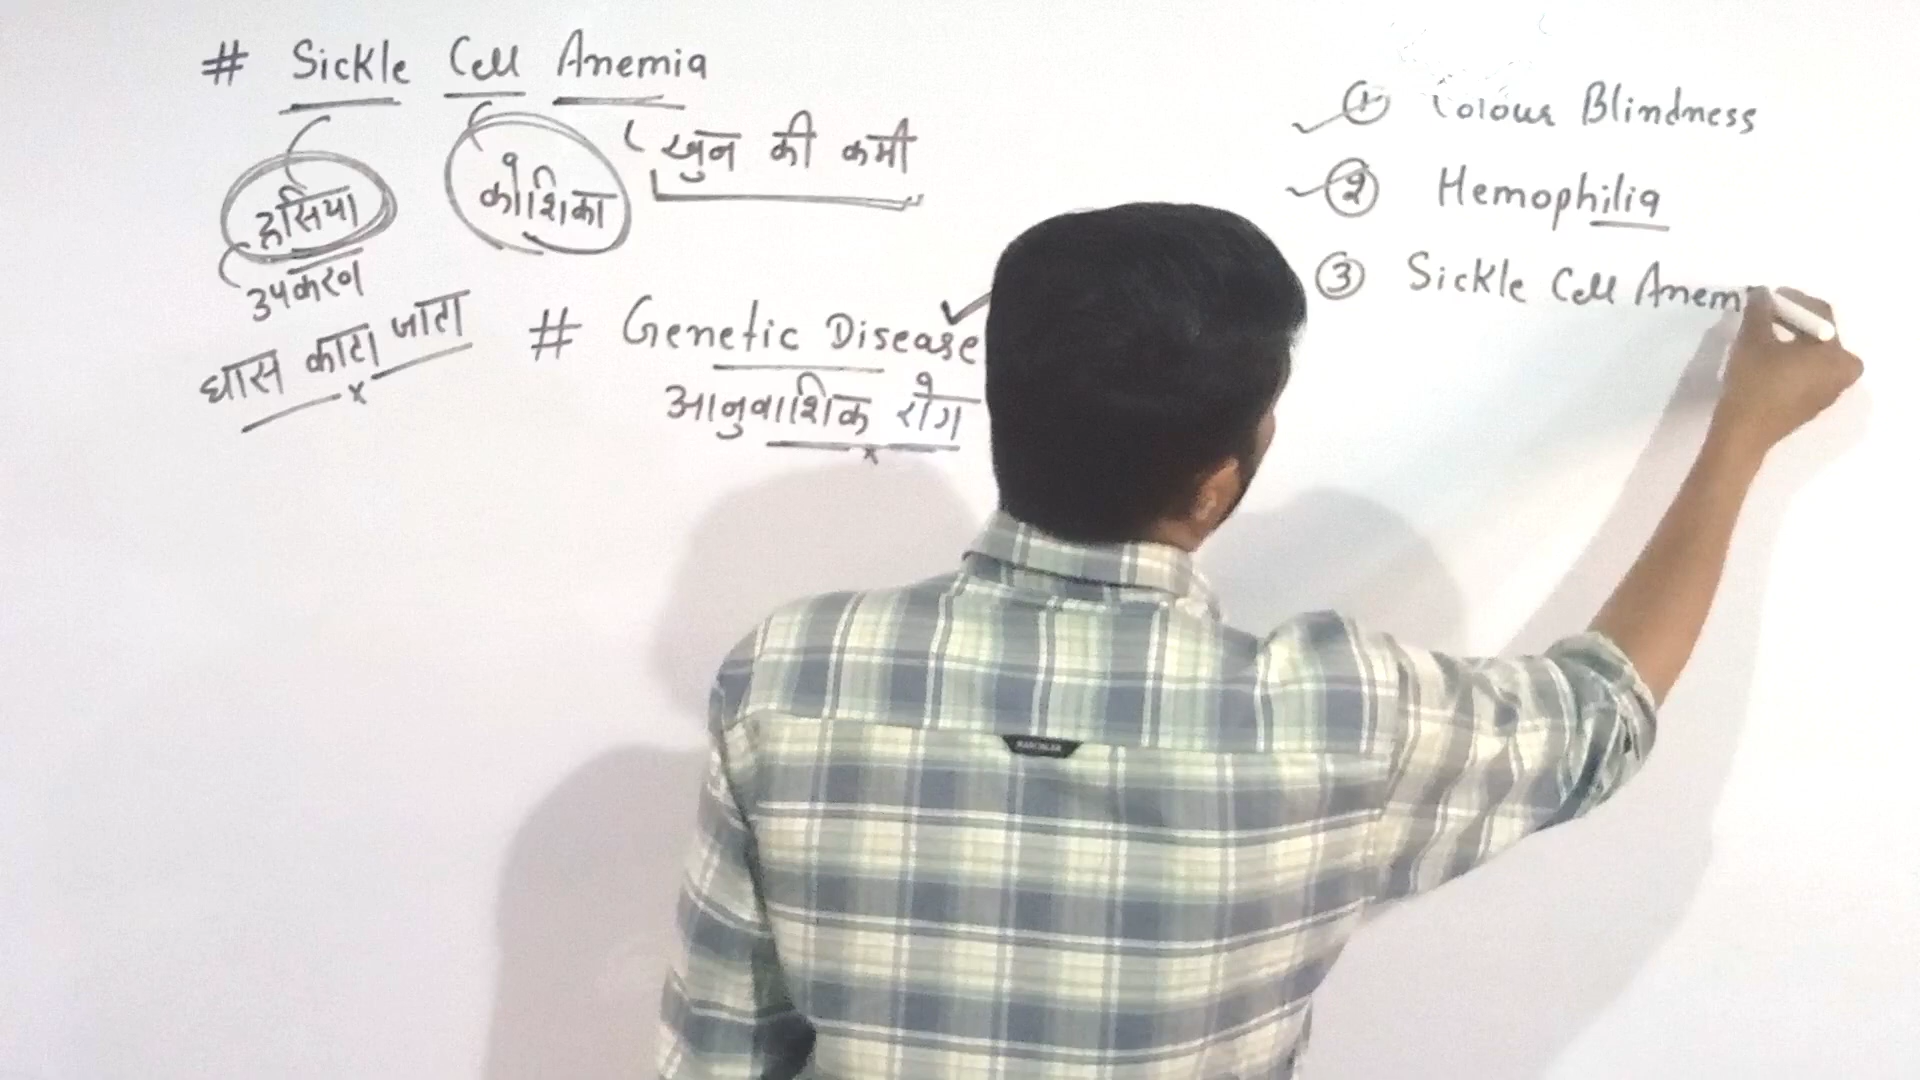 # Sickle Cell Anemia
खुन की कमी
हसिया
कोशिका
उपकरण
घास काटा जाता
# Genetic Disease
आनुवाशिक रोग
① Colour Blindness
② Hemophilia
③ Sickle Cell Anem